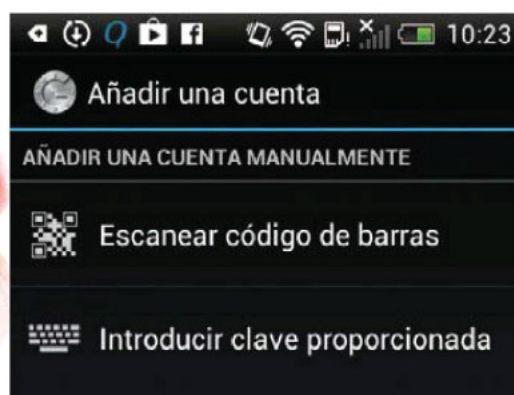 10:23
Añadir una cuenta
AÑADIR UNA CUENTA MANUALMENTE
Escanear código de barras
Introducir clave proporcionada